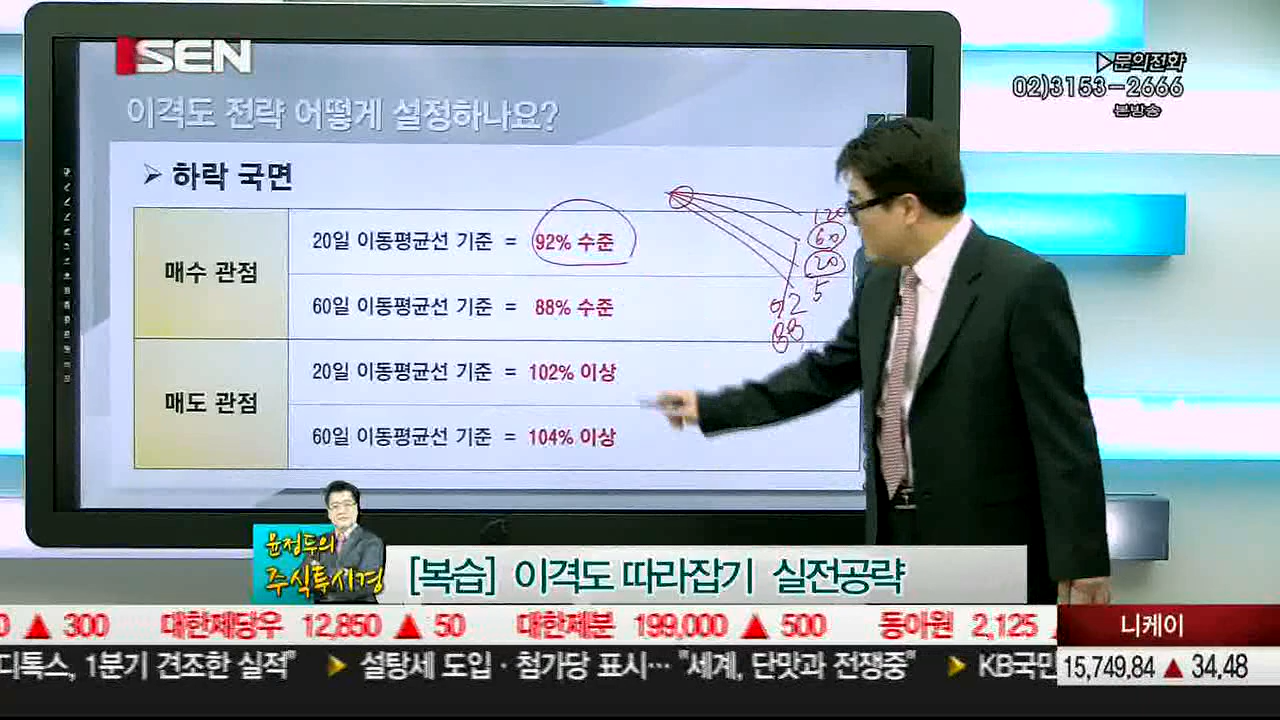 SEN
▶문의전화
02)3153-2666
본방송
이격도 전략 어떻게 설정하나요?
➢ 하락 국면
매수 관점
20일 이동평균선 기준 = 92% 수준
60일 이동평균선 기준 = 88% 수준
매도 관점
20일 이동평균선 기준 = 102% 이상
60일 이동평균선 기준 = 104% 이상
120
60
20
5
92
88
윤정두의
주식투시경
[복습] 이격도 따라잡기 실전공략
0 ▲ 300 대한제당우 12,850 ▲ 50 대한제분 199,000 ▲ 500 동아원 2,125
니케이
디톡스, 1분기 견조한 실적" ▶ 설탕세 도입·첨가당 표시… "세계, 단맛과 전쟁중" ▶ KB국민
15,749.84 ▲ 34.48